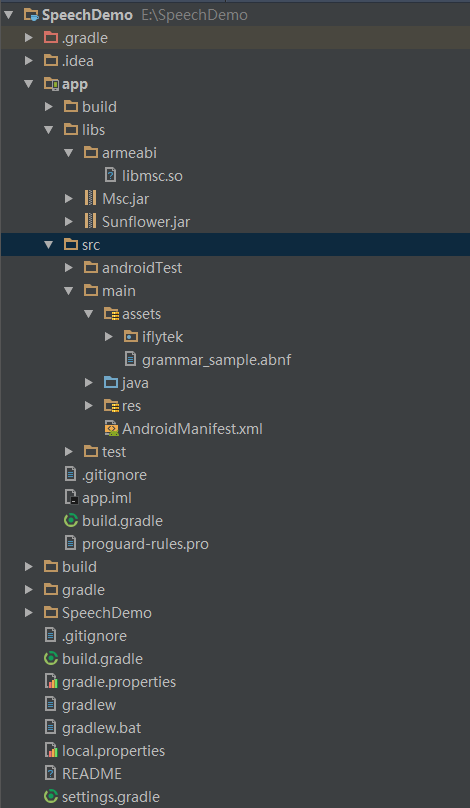 SpeechDemo E:\SpeechDemo
.gradle
.idea
app
build
libs
armeabi
libmsc.so
Msc.jar
Sunflower.jar
src
androidTest
main
assets
iflytek
grammar_sample.abnf
java
res
AndroidManifest.xml
test
.gitignore
app.iml
build.gradle
proguard-rules.pro
build
gradle
SpeechDemo
.gitignore
build.gradle
gradle.properties
gradlew
gradlew.bat
local.properties
README
settings.gradle